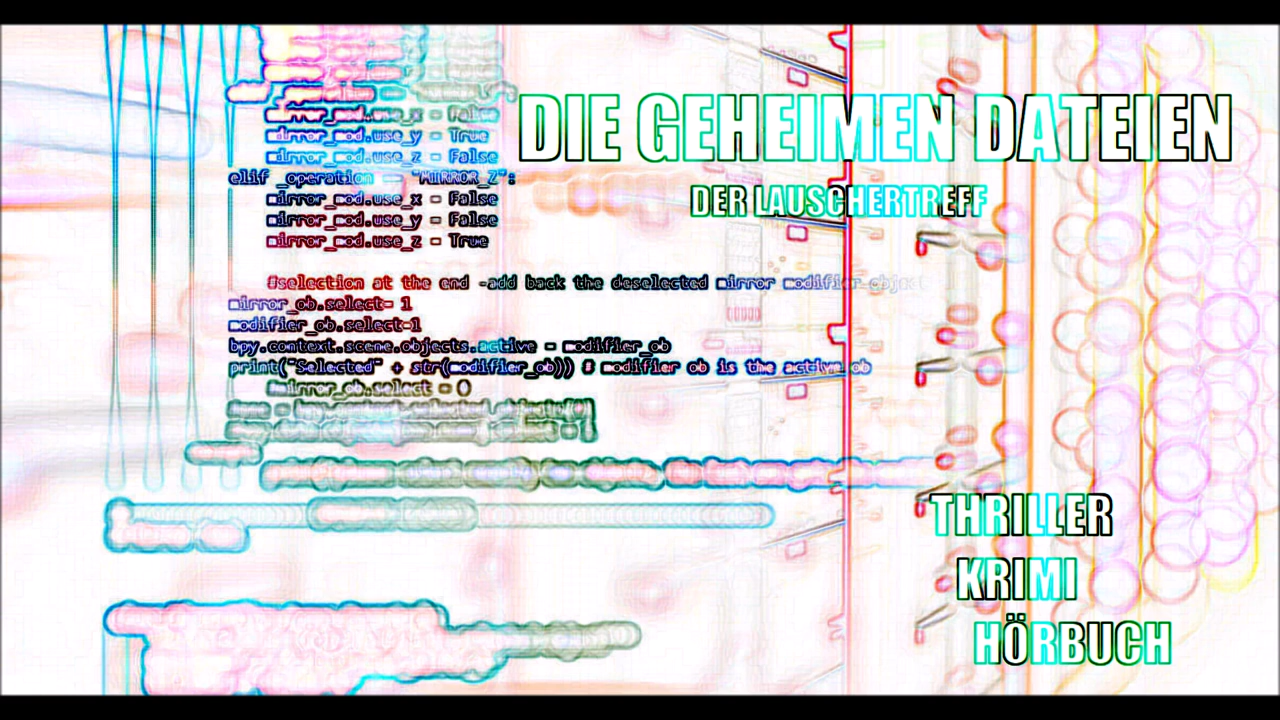 DIE GEHEIMEN DATEIEN
DER LAUSCHERTREFF
mirror_mod.use_x = False
mirror_mod.use_y = True
mirror_mod.use_z = False
elif _operation == "MIRROR_Z":
mirror_mod.use_x = False
mirror_mod.use_y = False
mirror_mod.use_z = True
#selection at the end -add back the deselected mirror modifier object
mirror_ob.select= 1
modifier_ob.select=1
bpy.context.scene.objects.active = modifier_ob
print("Selected" + str(modifier_ob)) # modifier ob is the active ob
#mirror_ob.select = 0
THRILLER
KRIMI
HÖRBUCH